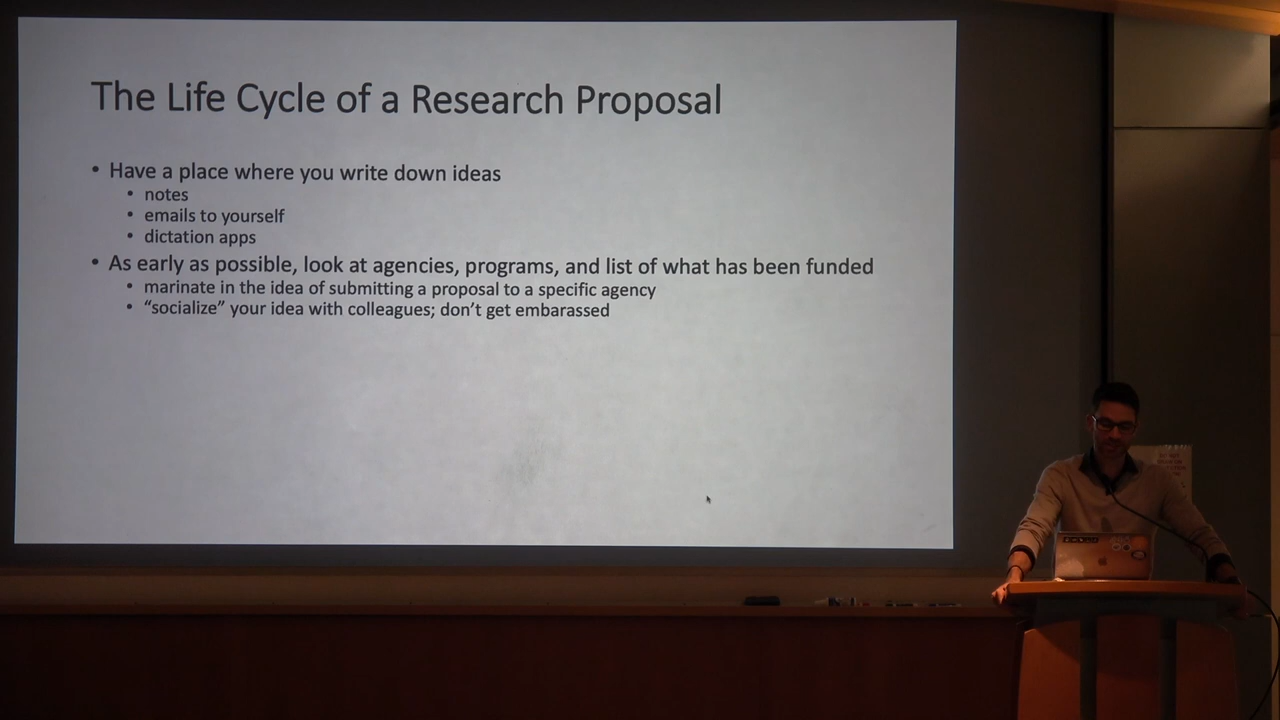 The Life Cycle of a Research Proposal
• Have a place where you write down ideas
• notes
• emails to yourself
• dictation apps
• As early as possible, look at agencies, programs, and list of what has been funded
• marinate in the idea of submitting a proposal to a specific agency
• “socialize” your idea with colleagues; don’t get embarassed